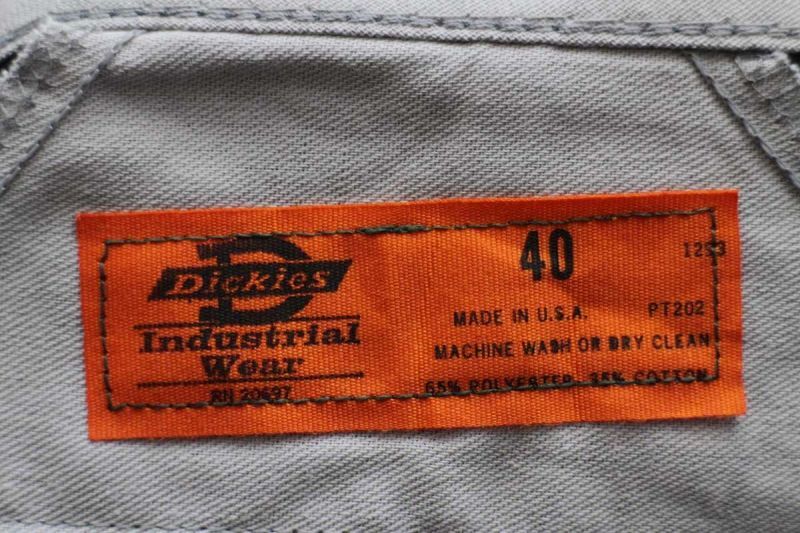 Dickies
Industrial
Wear
RN 20697
40
MADE IN U.S.A. PT202
MACHINE WASH OR DRY CLEAN
65% POLYESTER 35% COTTON